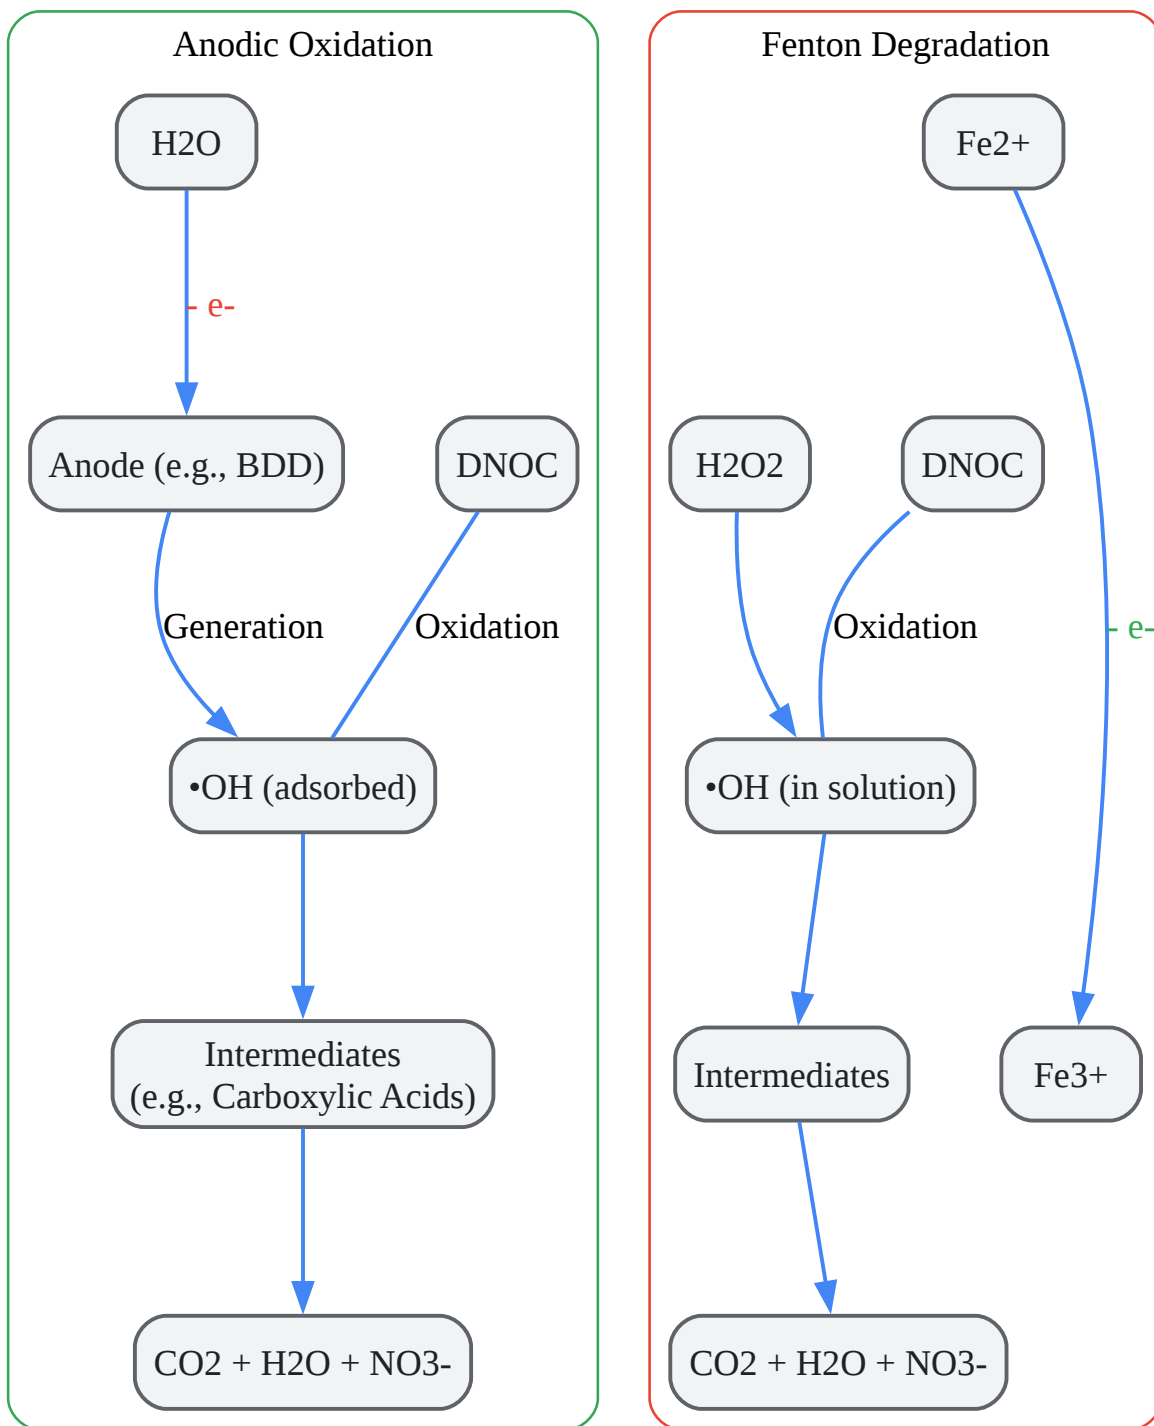 Anodic Oxidation
H2O
- e-
Anode (e.g., BDD)
DNOC
Generation
Oxidation
•OH (adsorbed)
Intermediates
(e.g., Carboxylic Acids)
CO2 + H2O + NO3-
Fenton Degradation
Fe2+
H2O2
DNOC
Oxidation
- e-
•OH (in solution)
Intermediates
Fe3+
CO2 + H2O + NO3-